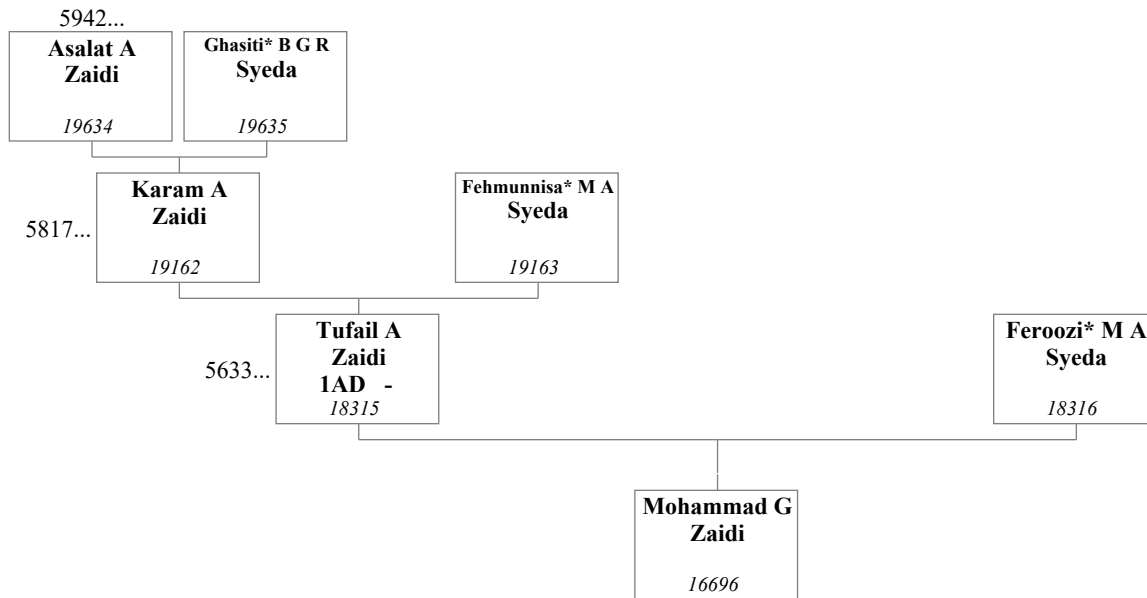 5942...
Asalat A
Zaidi
19634
Ghasiti* B G R
Syeda
19635
5817...
Karam A
Zaidi
19162
Fehmunnisa* M A
Syeda
19163
5633...
Tufail A
Zaidi
1AD -
18315
Feroozi* M A
Syeda
18316
Mohammad G
Zaidi
16696